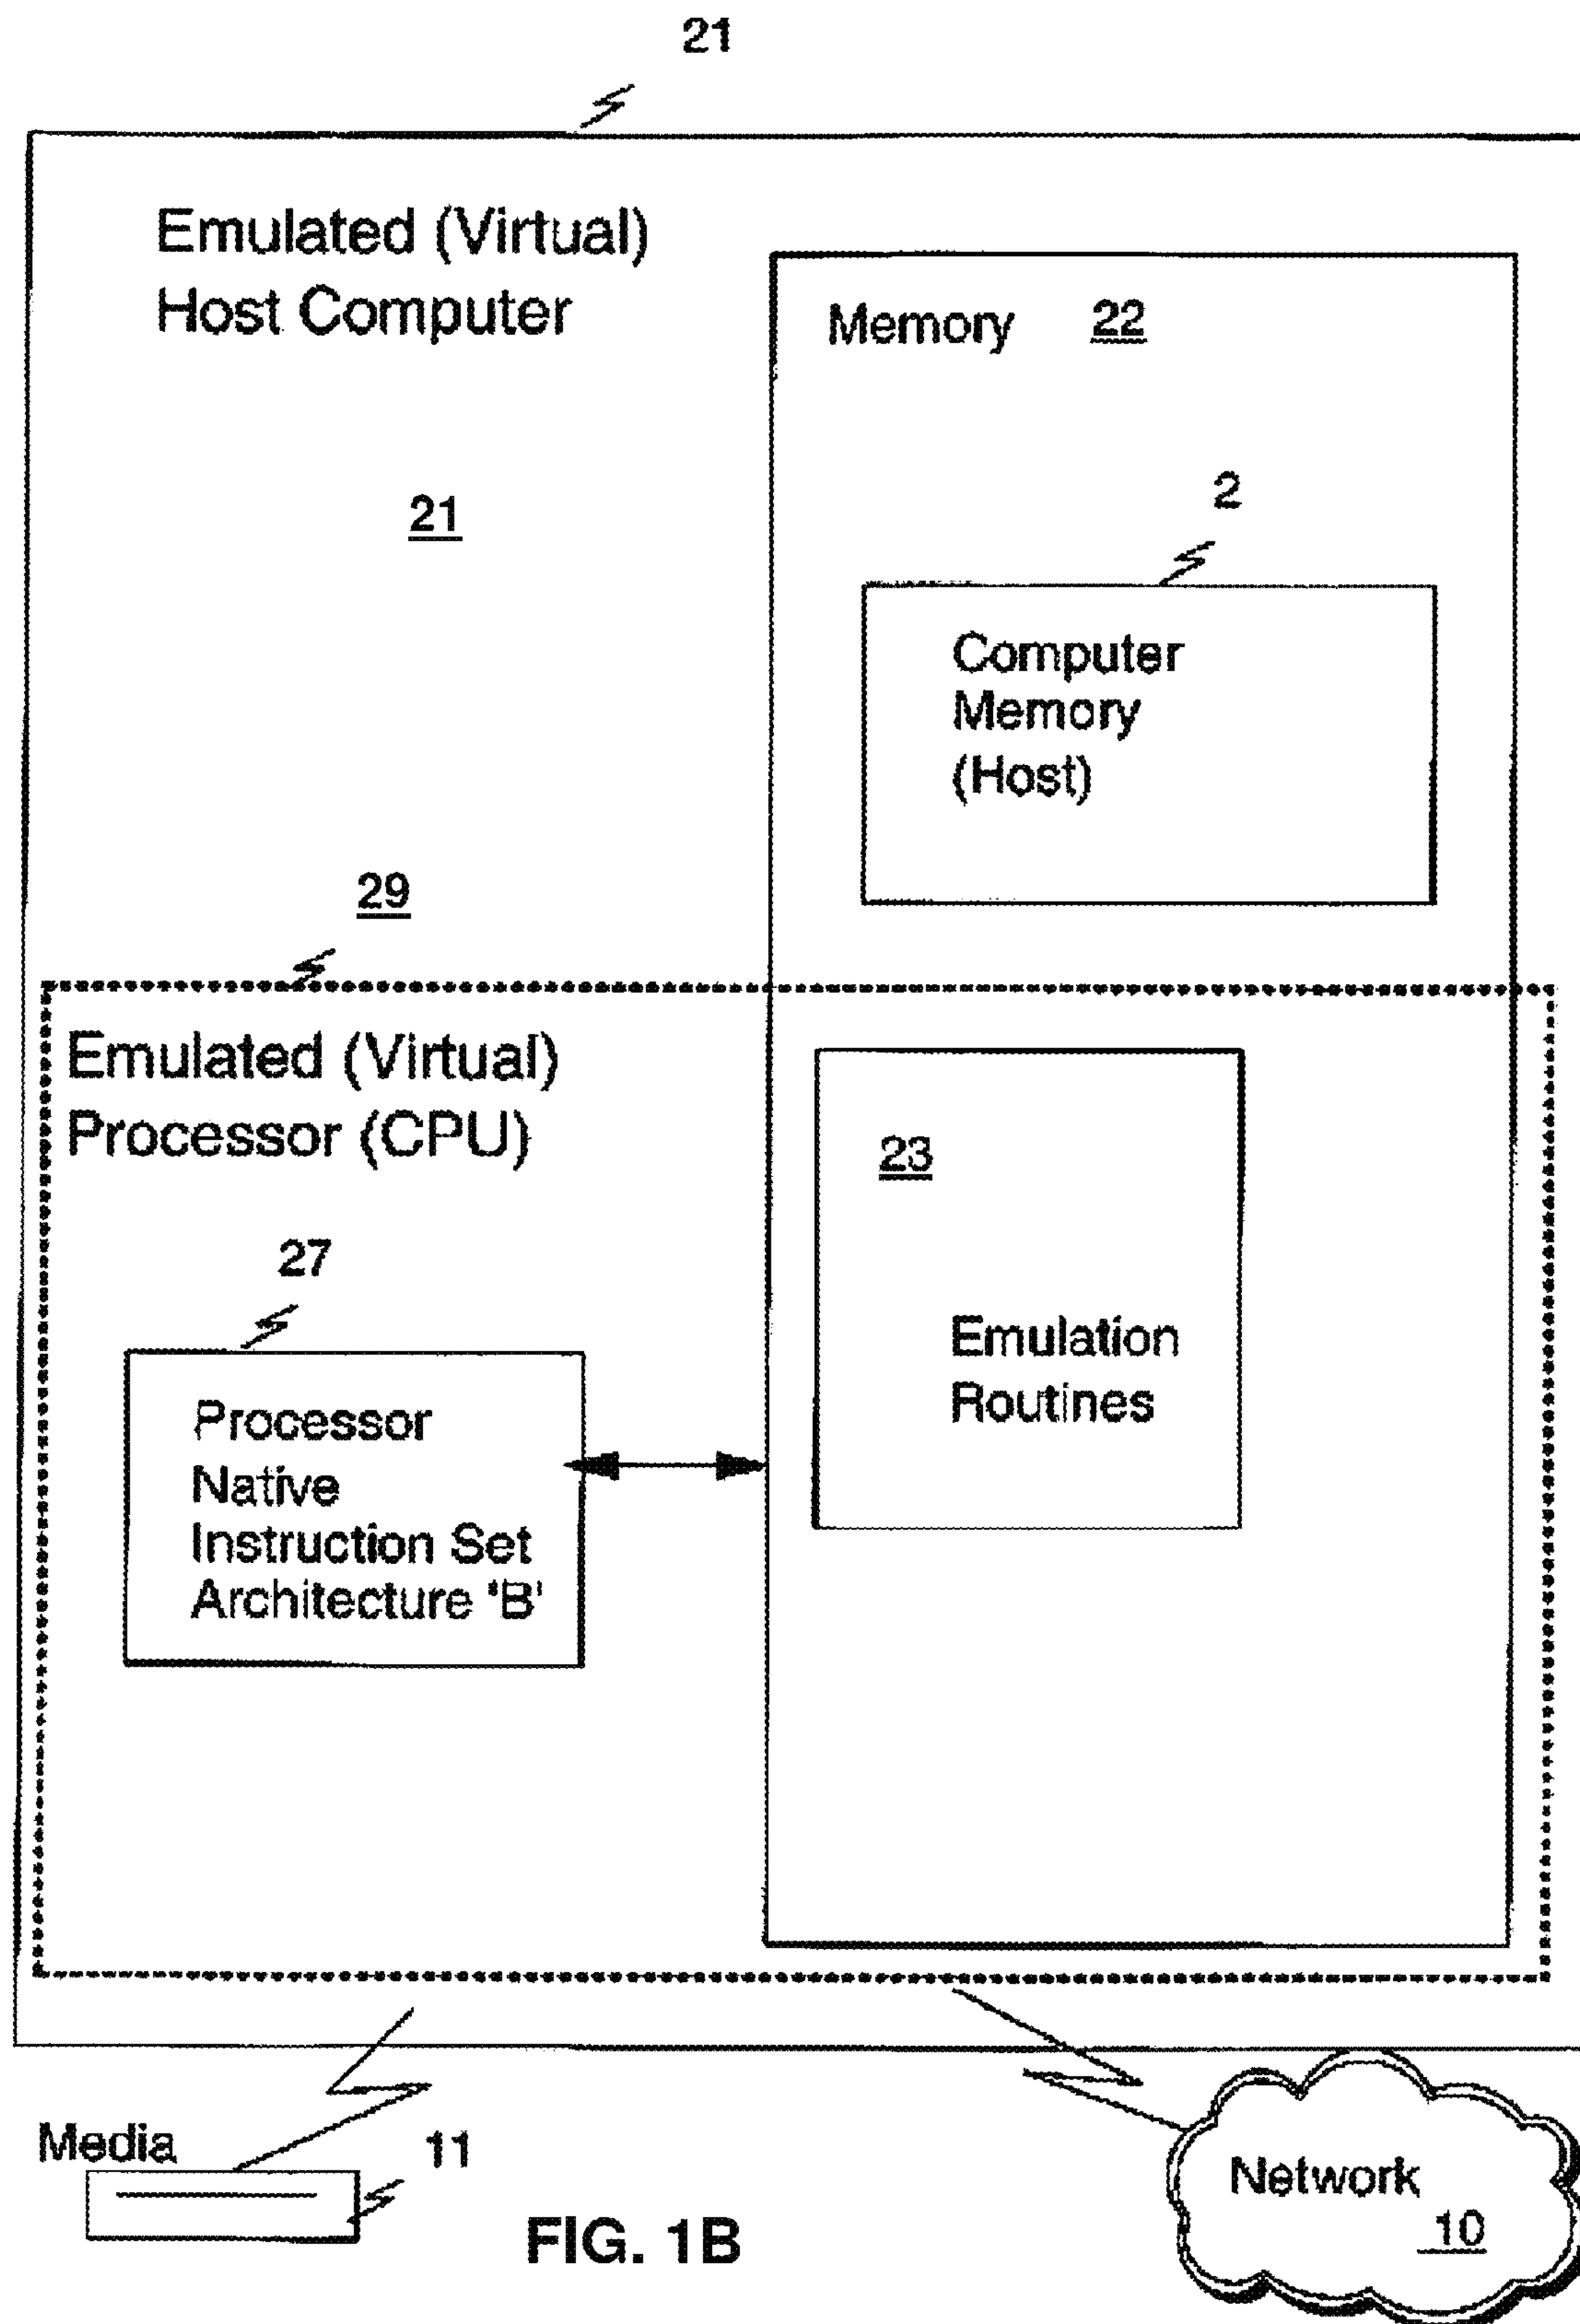 21
Emulated (Virtual)
Host Computer
Memory 22
21
2
Computer
Memory
(Host)
29
Emulated (Virtual)
Processor (CPU)
23
27
Emulation
Routines
Processor
Native
Instruction Set
Architecture 'B'
Media
11
Network
10
FIG. 1B